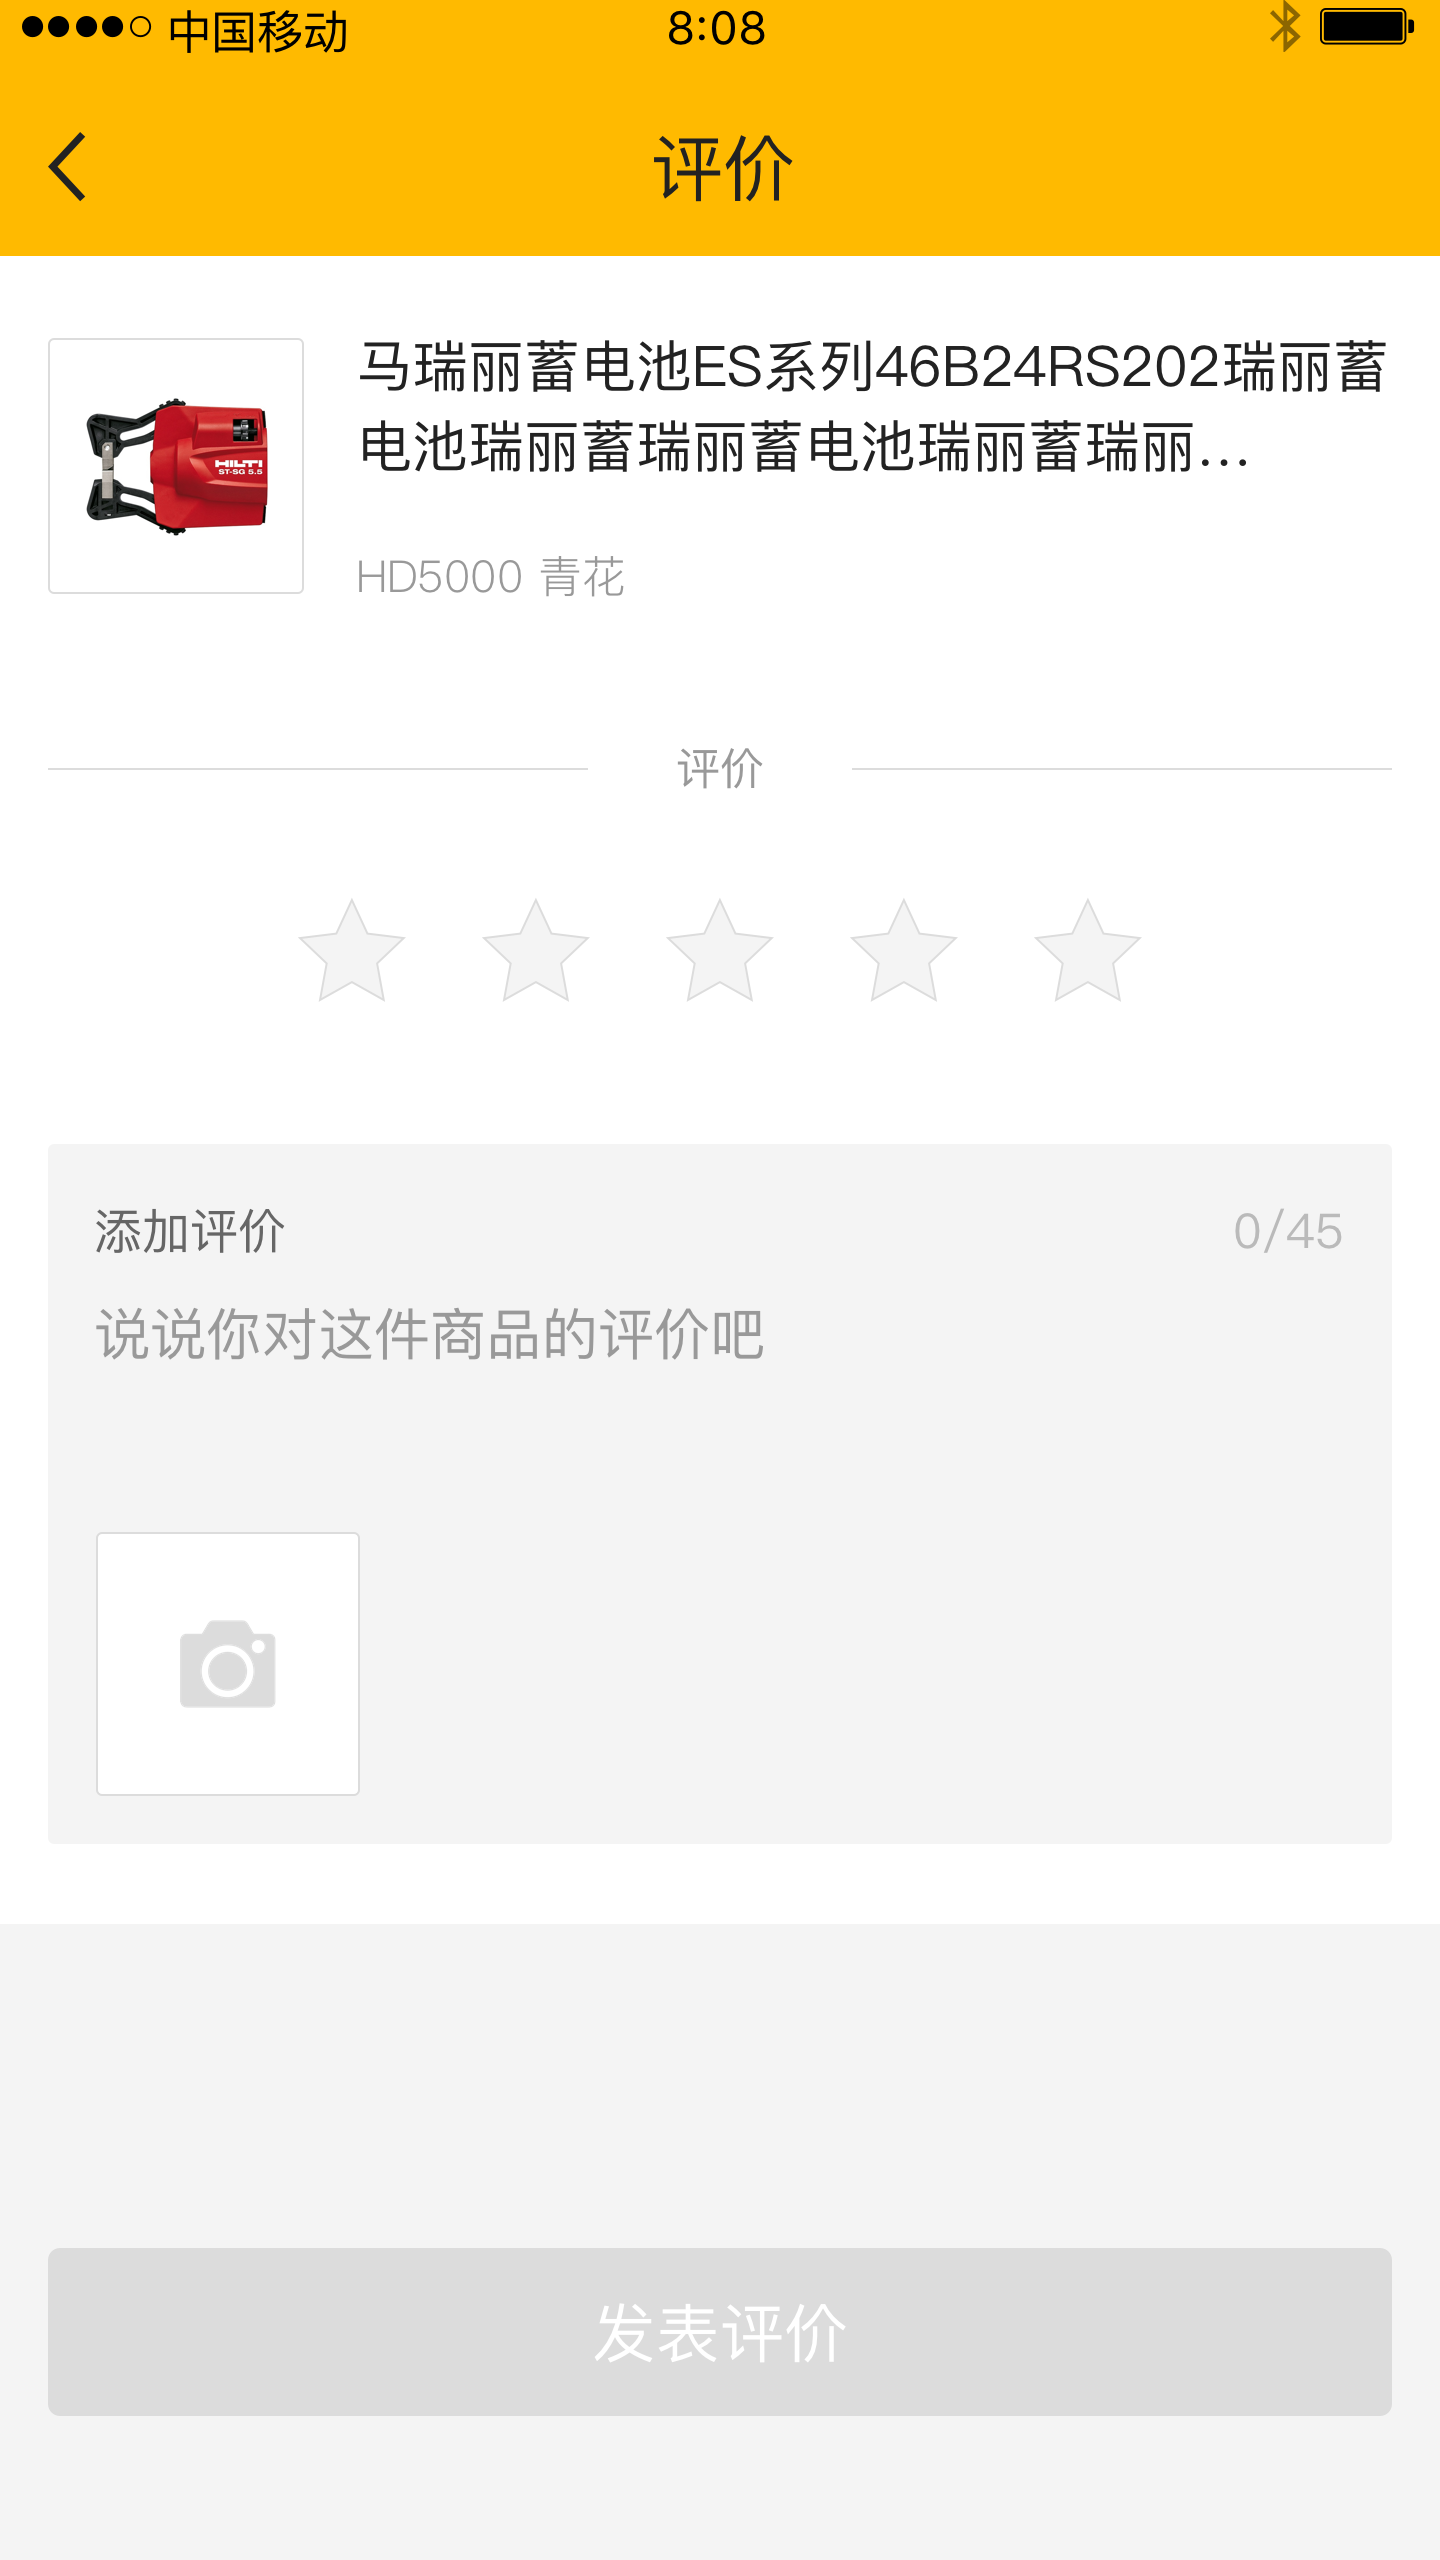 中国移动 8:08
评价
马瑞丽蓄电池ES系列46B24RS202瑞丽蓄
电池瑞丽蓄瑞丽蓄电池瑞丽蓄瑞丽...
HILTI
ST-SG 5.5
HD5000 青花
评价
添加评价 0/45
说说你对这件商品的评价吧
发表评价